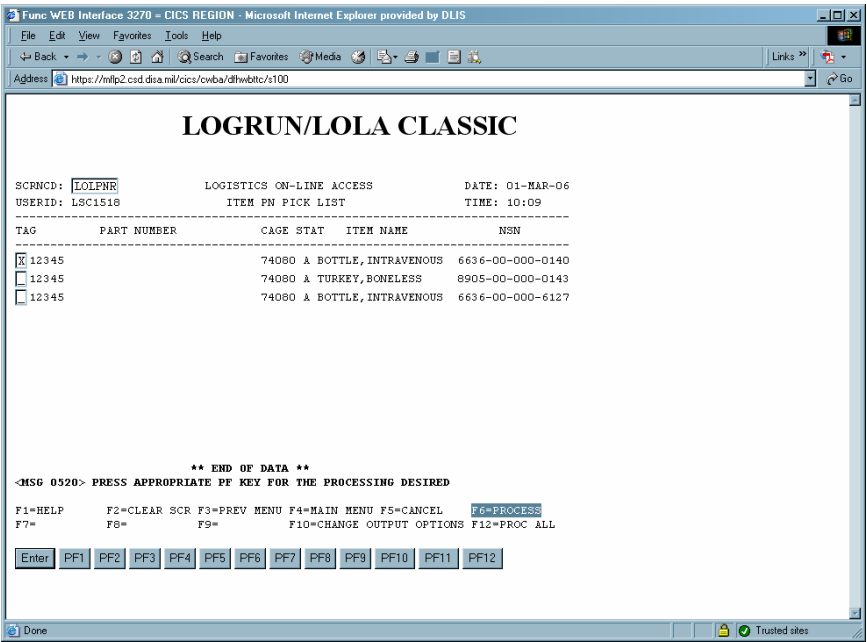 Func WEB Interface 3270 = CICS REGION - Microsoft Internet Explorer provided by DLIS
File Edit View Favorites Tools Help
Back Search Favorites Media Links »
Address https://mflp2.csd.disa.mil/cics/cwba/dfhwbttc/s100 Go
LOGRUN/LOLA CLASSIC
SCRNCD: LOLPNR LOGISTICS ON-LINE ACCESS DATE: 01-MAR-06
USERID: LSC1518 ITEM PN PICK LIST TIME: 10:09
TAG PART NUMBER CAGE STAT ITEM NAME NSN
X 12345 74080 A BOTTLE,INTRAVENOUS 6636-00-000-0140
_ 12345 74080 A TURKEY,BONELESS 8905-00-000-0143
_ 12345 74080 A BOTTLE,INTRAVENOUS 6636-00-000-6127
** END OF DATA **
<MSG 0520> PRESS APPROPRIATE PF KEY FOR THE PROCESSING DESIRED
F1=HELP F2=CLEAR SCR F3=PREV MENU F4=MAIN MENU F5=CANCEL F6=PROCESS
F7= F8= F9= F10=CHANGE OUTPUT OPTIONS F12=PROC ALL
Enter PF1 PF2 PF3 PF4 PF5 PF6 PF7 PF8 PF9 PF10 PF11 PF12
Done Trusted sites